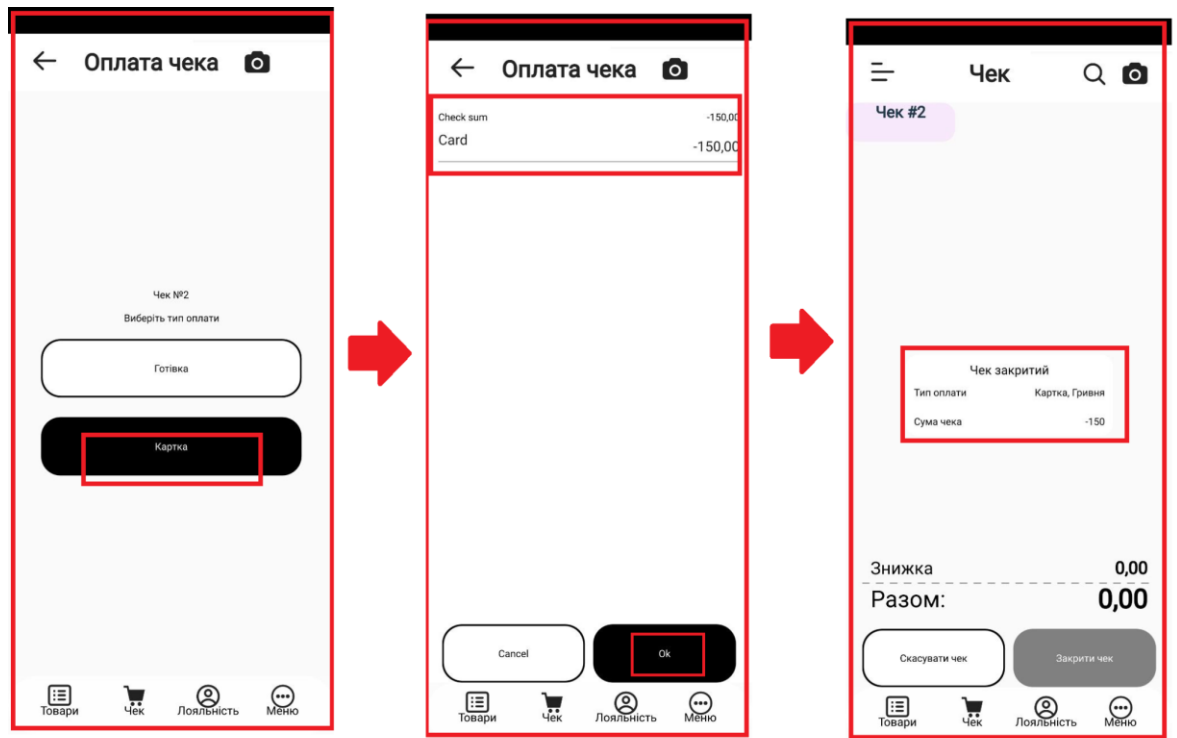 Оплата чека
Чек №2
Виберіть тип оплати
Готівка
Картка
Товари Чек Лояльність Меню
Оплата чека
Check sum -150,00
Card -150,00
Cancel Ok
Товари Чек Лояльність Меню
Чек
Чек #2
Чек закритий
Тип оплати Картка, Гривня
Сума чека -150
Знижка 0,00
Разом: 0,00
Скасувати чек Закрити чек
Товари Чек Лояльність Меню